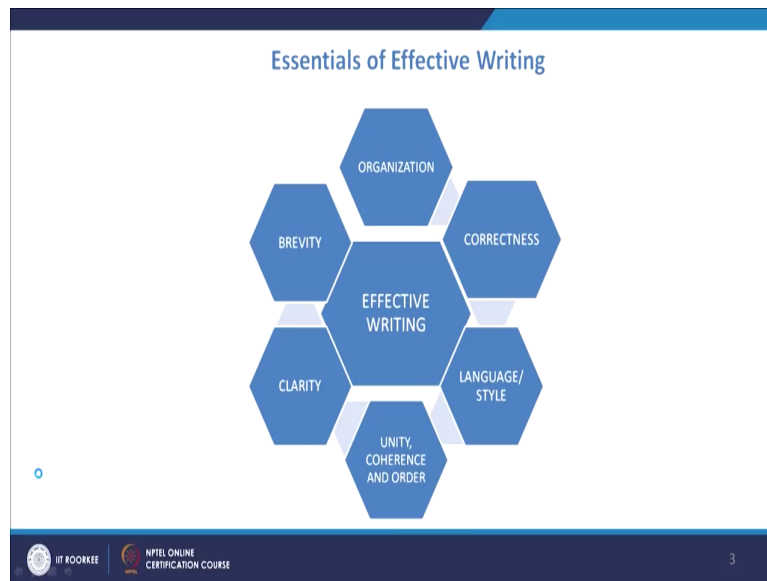 Essentials of Effective Writing
ORGANIZATION
CORRECTNESS
LANGUAGE/
STYLE
UNITY,
COHERENCE
AND ORDER
CLARITY
BREVITY
EFFECTIVE
WRITING
IIT ROORKEE
NPTEL ONLINE
CERTIFICATION COURSE
3